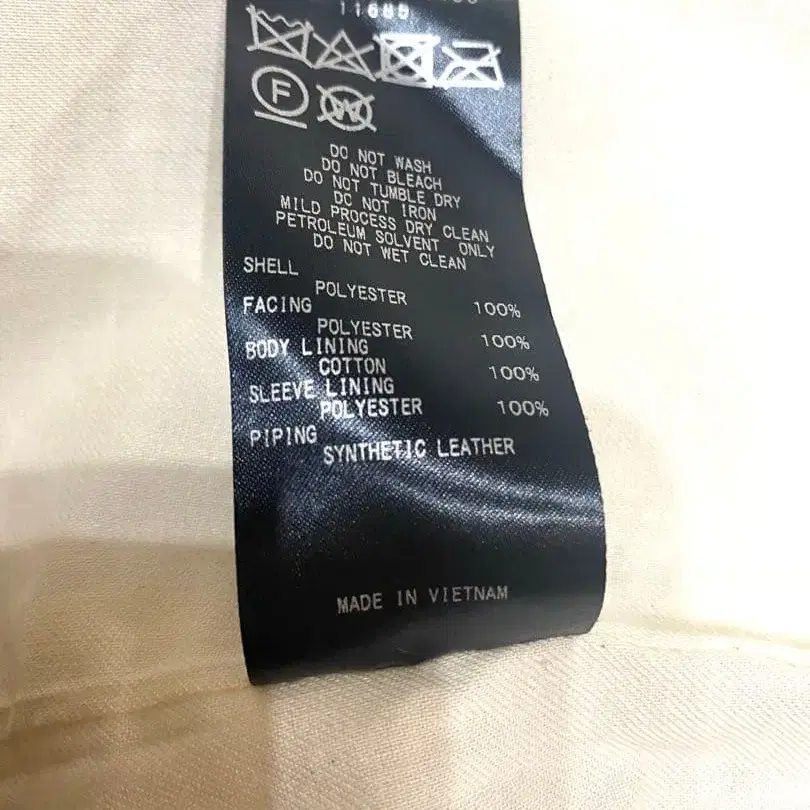 11685
F
W
DO NOT WASH
DO NOT BLEACH
DO NOT TUMBLE DRY
DO NOT IRON
MILD PROCESS DRY CLEAN
PETROLEUM SOLVENT ONLY
DO NOT WET CLEAN
SHELL
POLYESTER 100%
FACING
POLYESTER 100%
BODY LINING
COTTON 100%
SLEEVE LINING
POLYESTER 100%
PIPING
SYNTHETIC LEATHER
MADE IN VIETNAM